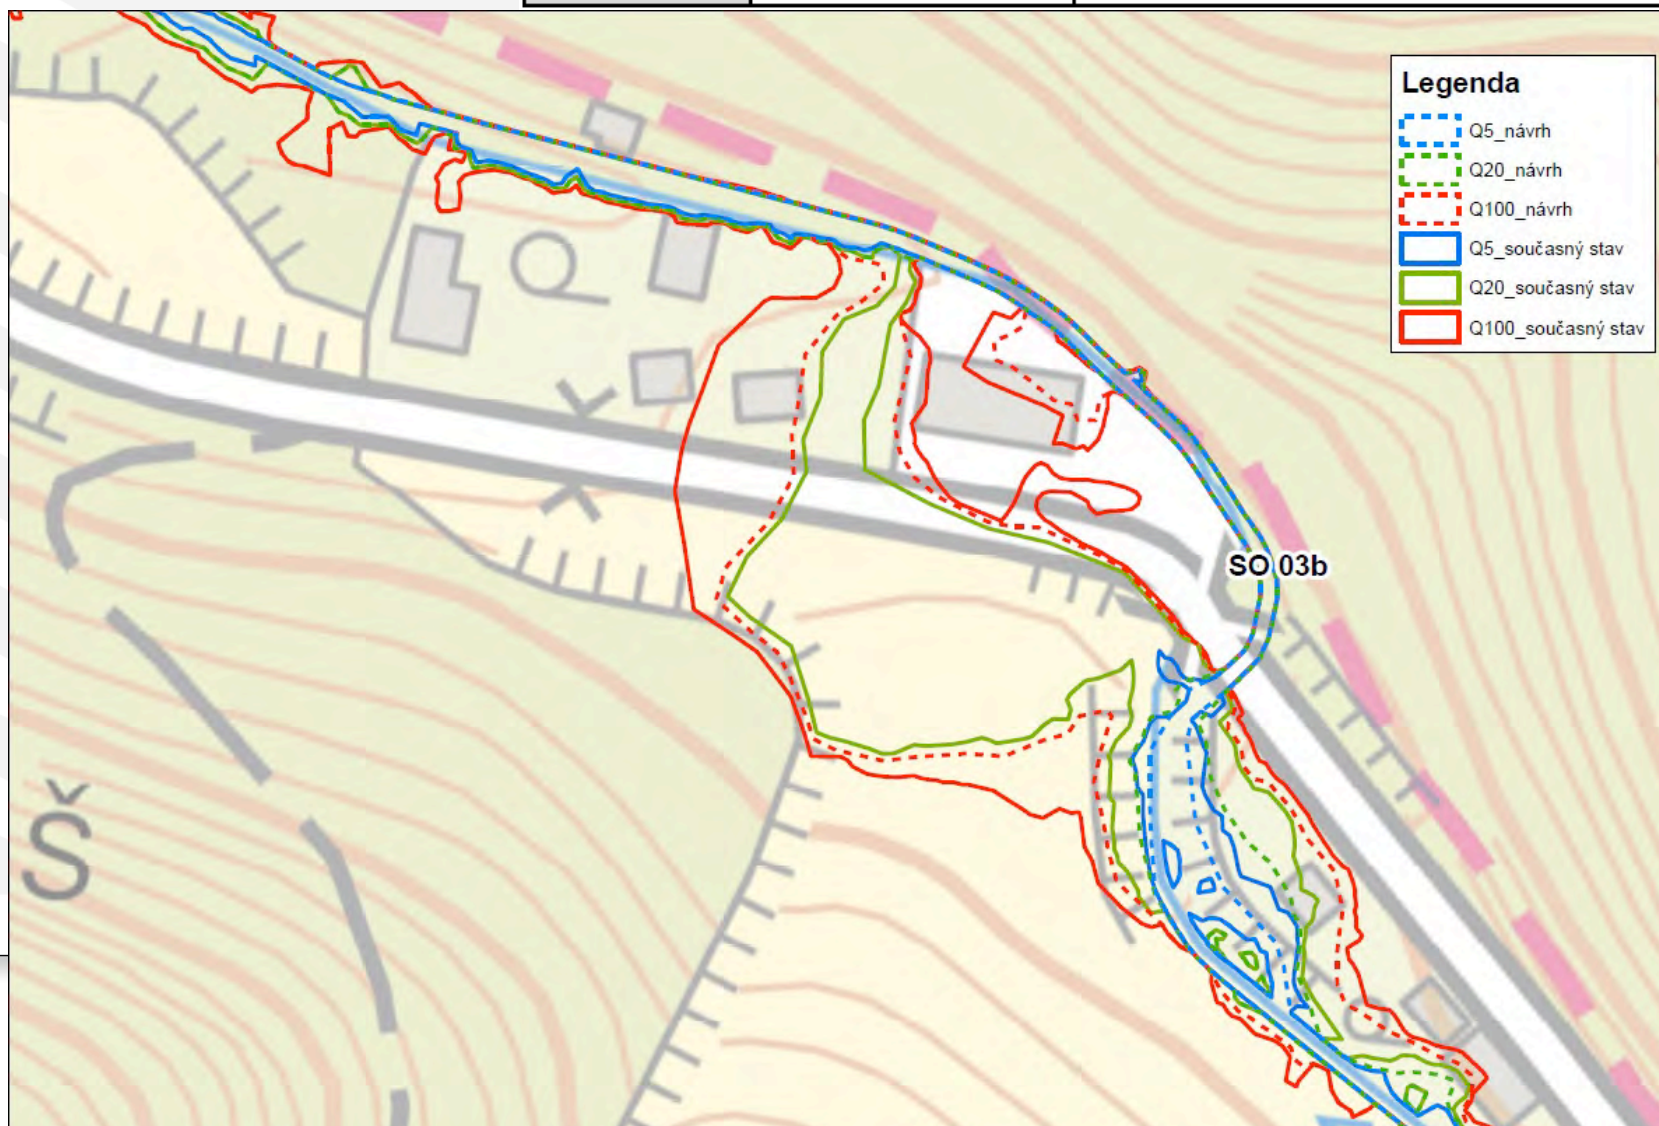 Legenda
Q5_návrh
Q20_návrh
Q100_návrh
Q5_současný stav
Q20_současný stav
Q100_současný stav
SO 03b
Š